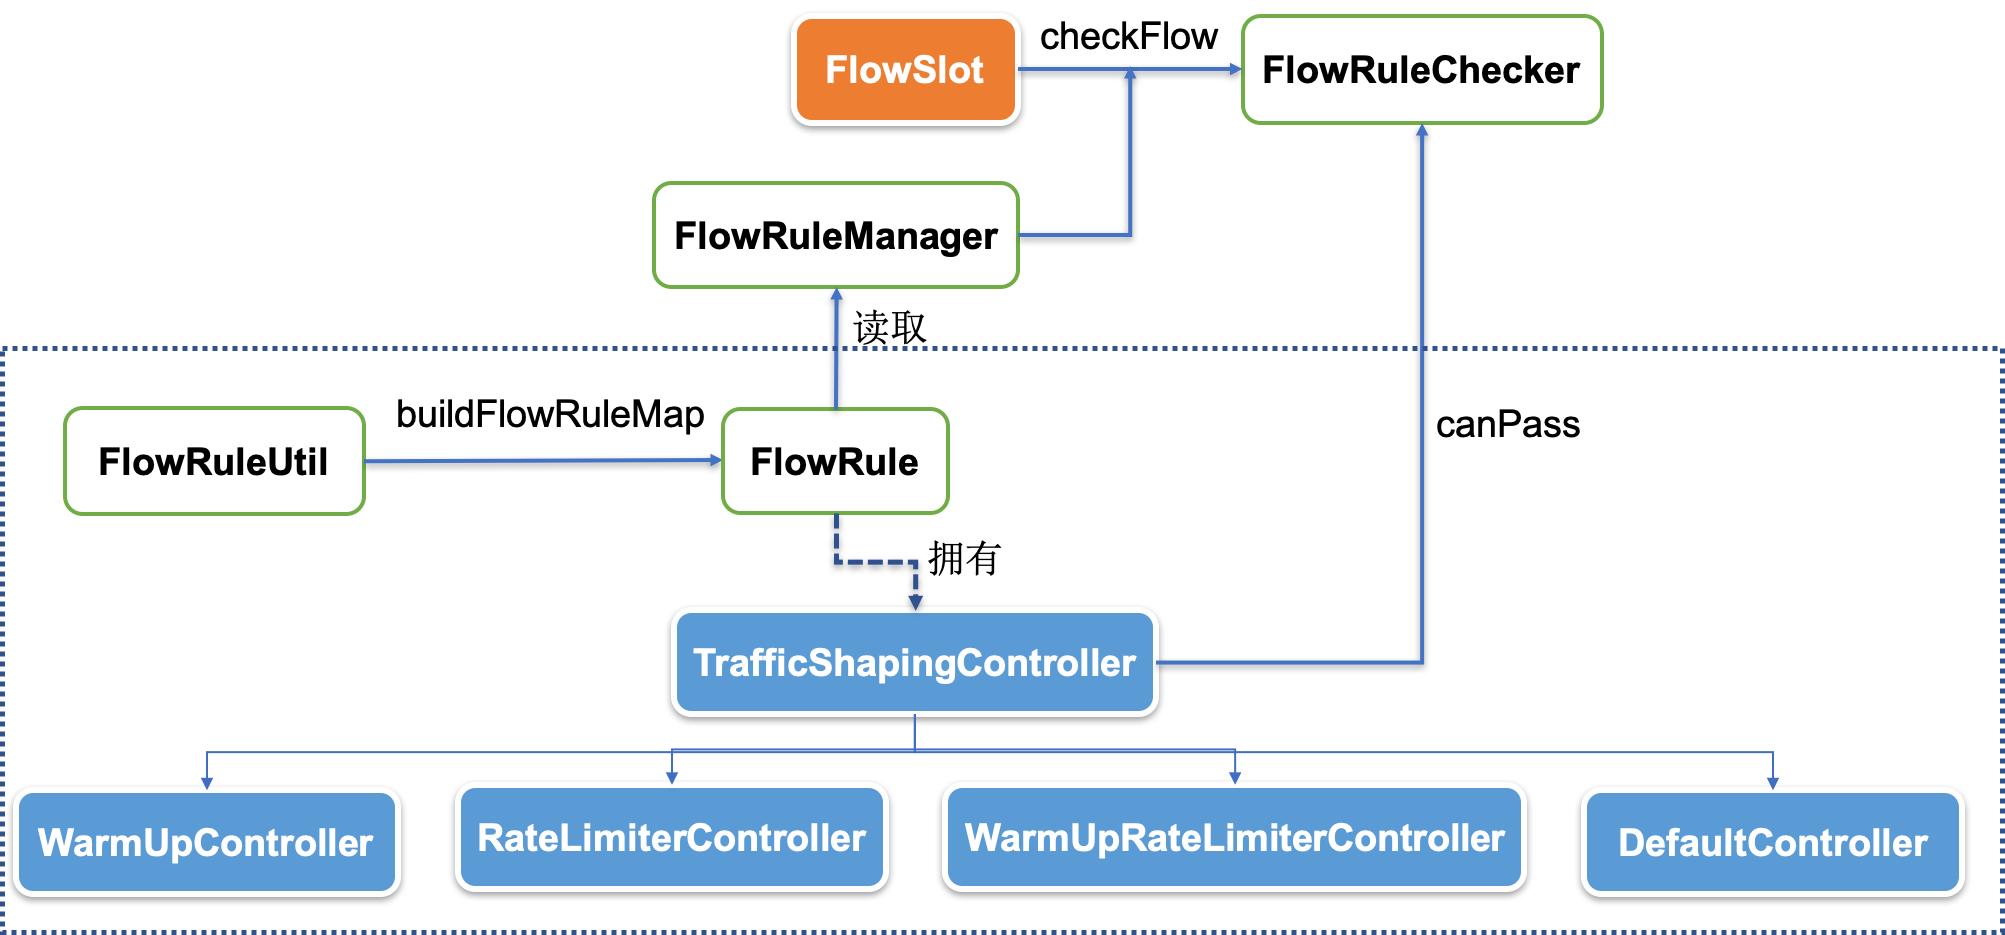 FlowSlot
checkFlow
FlowRuleChecker
FlowRuleManager
读取
FlowRuleUtil
buildFlowRuleMap
FlowRule
canPass
拥有
TrafficShapingController
WarmUpController
RateLimiterController
WarmUpRateLimiterController
DefaultController